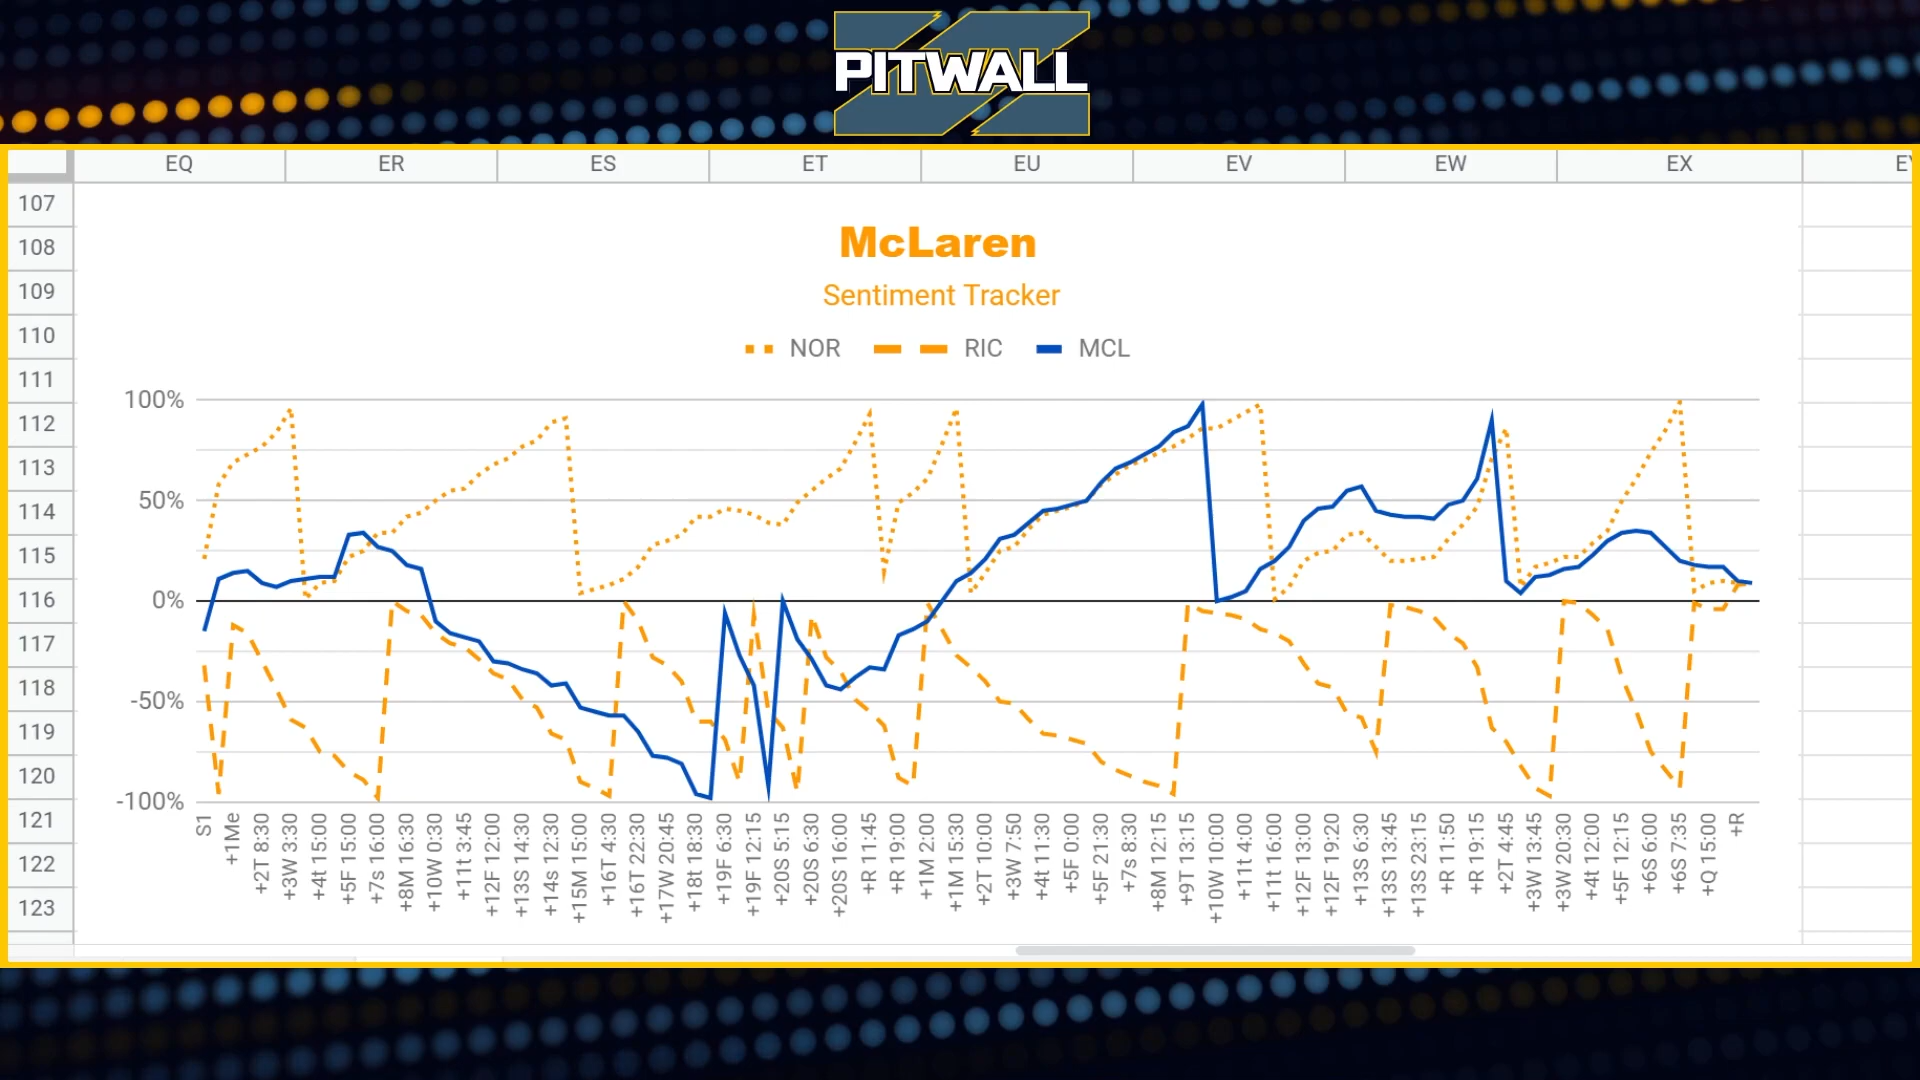 PITWALL
EQ ER ES ET EU EV EW EX
107
108
109
110
111
112
113
114
115
116
117
118
119
120
121
122
123
McLaren
Sentiment Tracker
NOR RIC MCL
100%
50%
0%
-50%
-100%
S1
+1Me
+2T 8:30
+3W 3:30
+4t 15:00
+5F 15:00
+7s 16:00
+8M 16:30
+10W 0:30
+11t 3:45
+12F 12:00
+13S 14:30
+14s 12:30
+15M 15:00
+16T 4:30
+16T 22:30
+17W 20:45
+18t 18:30
+19F 6:30
+19F 12:15
+20S 5:15
+20S 6:30
+20S 16:00
+R 11:45
+R 19:00
+1M 2:00
+1M 15:30
+2T 10:00
+3W 7:50
+4t 11:30
+5F 0:00
+5F 21:30
+7s 8:30
+8M 12:15
+9T 13:15
+10W 10:00
+11t 4:00
+11t 16:00
+12F 13:00
+12F 19:20
+13S 6:30
+13S 13:45
+13S 23:15
+R 11:50
+R 19:15
+2T 4:45
+3W 13:45
+3W 20:30
+4t 12:00
+5F 12:15
+6S 6:00
+6S 7:35
+Q 15:00
+R